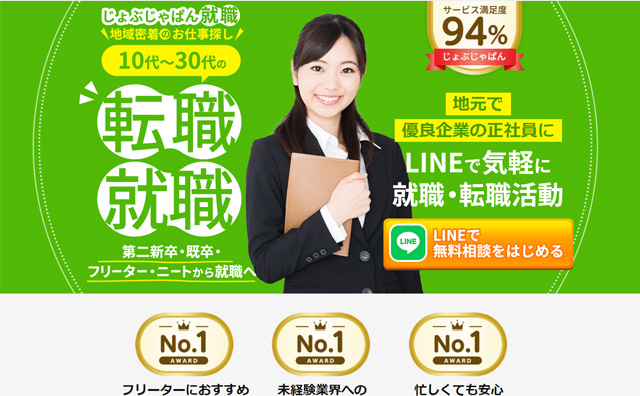 じょぶじゃぱん就職
地域密着のお仕事探し
10代～30代の
転職
就職
第二新卒・既卒・
フリーター・ニートから就職へ
サービス満足度
94%
じょぶじゃぱん
地元で
優良企業の正社員に
LINEで気軽に
就職・転職活動
LINE
LINEで
無料相談をはじめる
No.1
AWARD
フリーターにおすすめ
No.1
AWARD
未経験業界への
No.1
AWARD
忙しくても安心